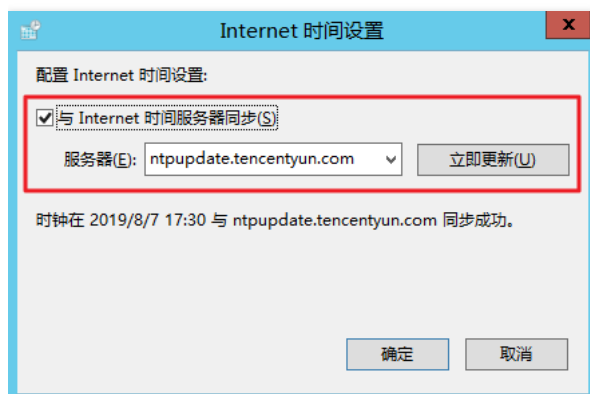 Internet 时间设置
x
配置 Internet 时间设置:
与 Internet 时间服务器同步(S)
服务器(E): ntpupdate.tencentyun.com 立即更新(U)
时钟在 2019/8/7 17:30 与 ntpupdate.tencentyun.com 同步成功。
确定 取消